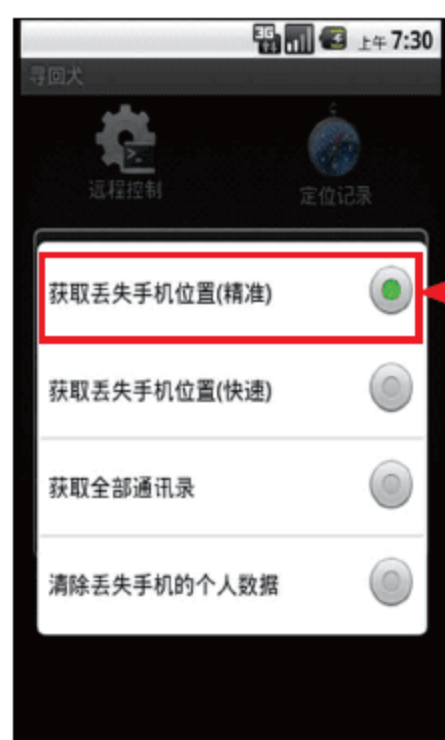 3G 上午 7:30
寻回犬
远程控制 定位记录
获取丢失手机位置(精准)
获取丢失手机位置(快速)
获取全部通讯录
清除丢失手机的个人数据